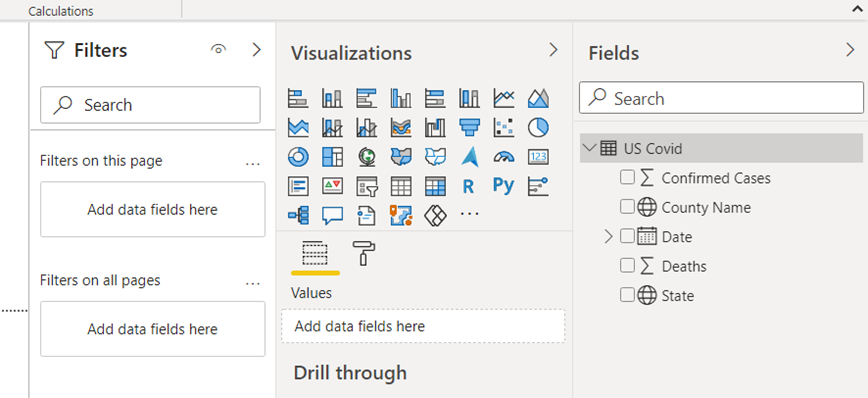 Calculations
Filters
Search
Filters on this page
...
Add data fields here
Filters on all pages
...
Add data fields here
Visualizations
123
R
Py
...
Values
Add data fields here
Drill through
Fields
Search
US Covid
Confirmed Cases
County Name
Date
Deaths
State